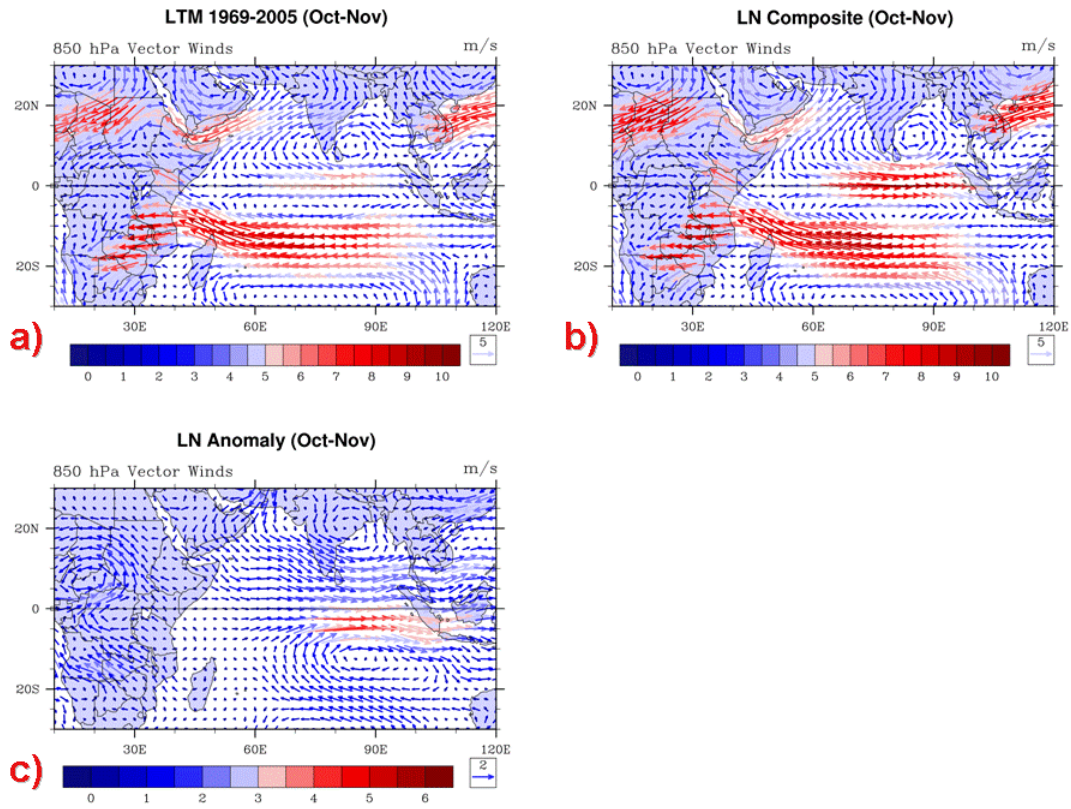 LTM 1969-2005 (Oct-Nov)
850 hPa Vector Winds m/s
20N
0
20S
30E 60E 90E 120E
a)
5
0 1 2 3 4 5 6 7 8 9 10
LN Composite (Oct-Nov)
850 hPa Vector Winds m/s
20N
0
20S
30E 60E 90E 120E
b)
5
0 1 2 3 4 5 6 7 8 9 10
LN Anomaly (Oct-Nov)
850 hPa Vector Winds m/s
20N
0
20S
30E 60E 90E 120E
c)
2
0 1 2 3 4 5 6